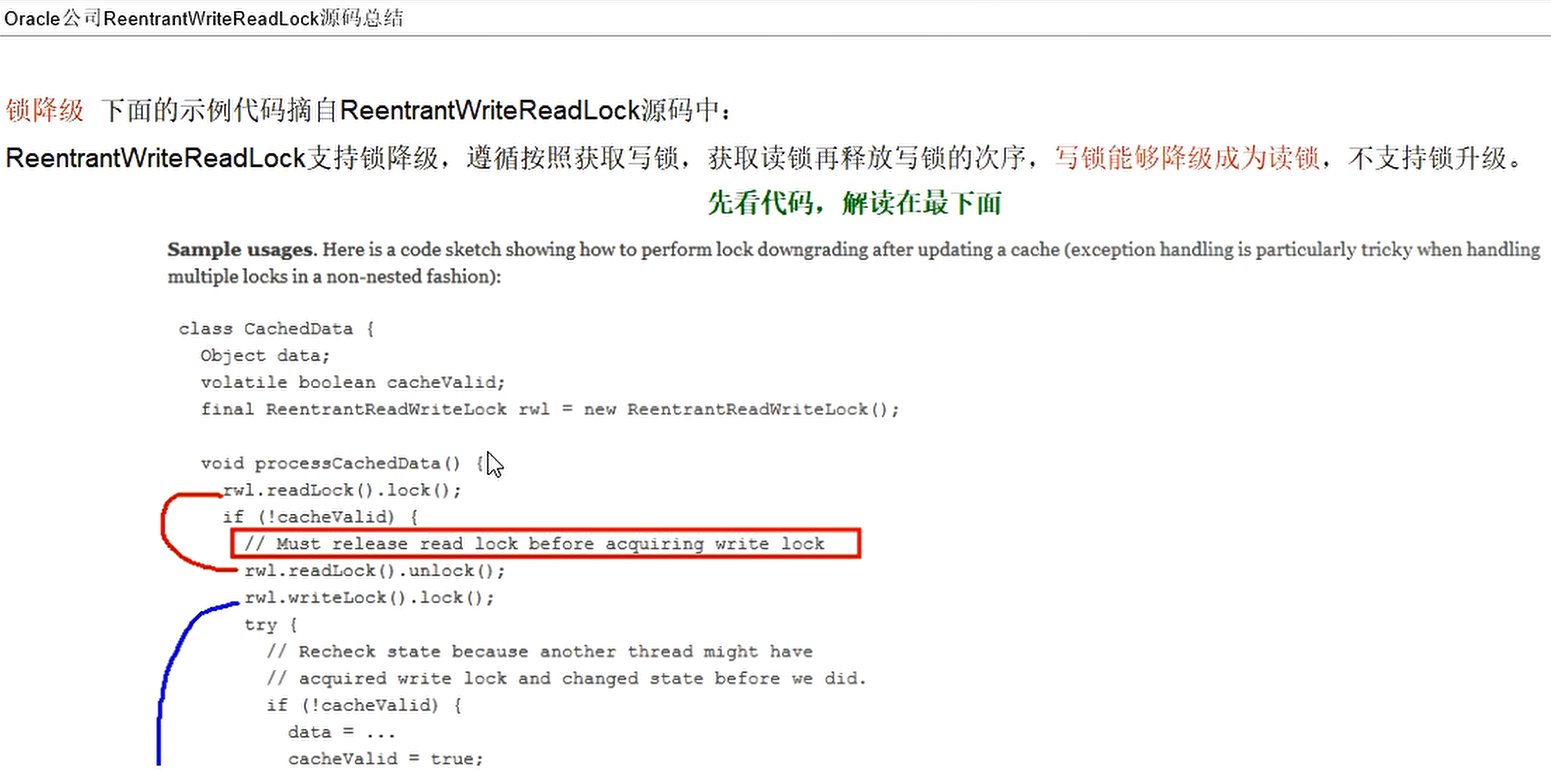 Oracle公司ReentrantWriteReadLock源码总结
锁降级 下面的示例代码摘自ReentrantWriteReadLock源码中：
ReentrantWriteReadLock支持锁降级，遵循按照获取写锁，获取读锁再释放写锁的次序，写锁能够降级成为读锁，不支持锁升级。
先看代码，解读在最下面
Sample usages. Here is a code sketch showing how to perform lock downgrading after updating a cache (exception handling is particularly tricky when handling
multiple locks in a non-nested fashion):
class CachedData {
Object data;
volatile boolean cacheValid;
final ReentrantReadWriteLock rwl = new ReentrantReadWriteLock();
void processCachedData() {
rwl.readLock().lock();
if (!cacheValid) {
// Must release read lock before acquiring write lock
rwl.readLock().unlock();
rwl.writeLock().lock();
try {
// Recheck state because another thread might have
// acquired write lock and changed state before we did.
if (!cacheValid) {
data = ...
cacheValid = true;